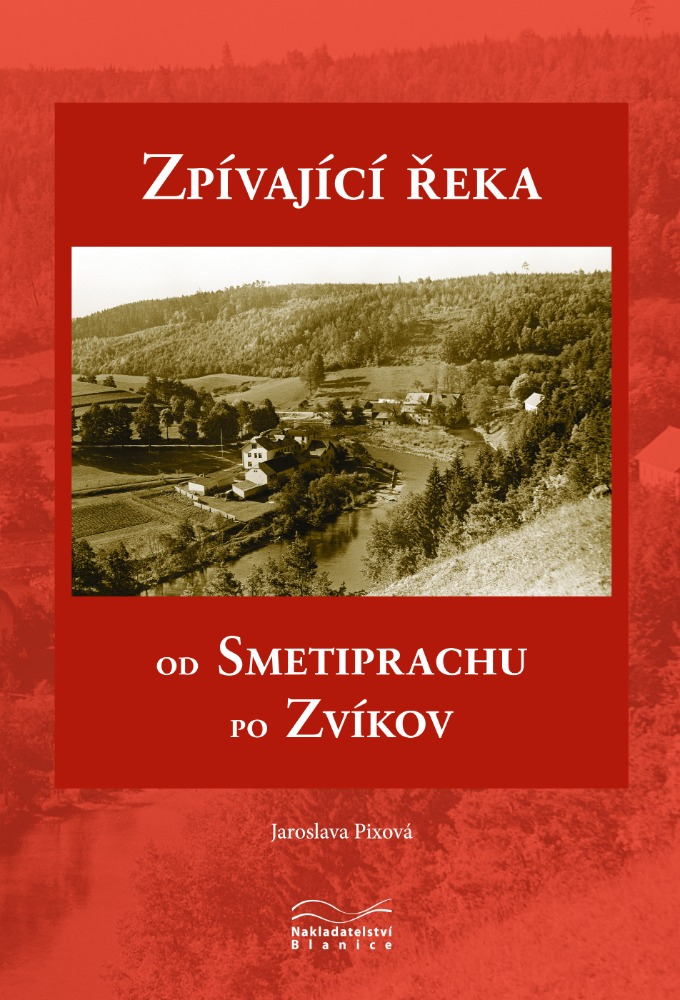 Zpívající řeka
od Smetiprachu
po Zvíkov
Jaroslava Pixová
Nakladatelství
Blanice